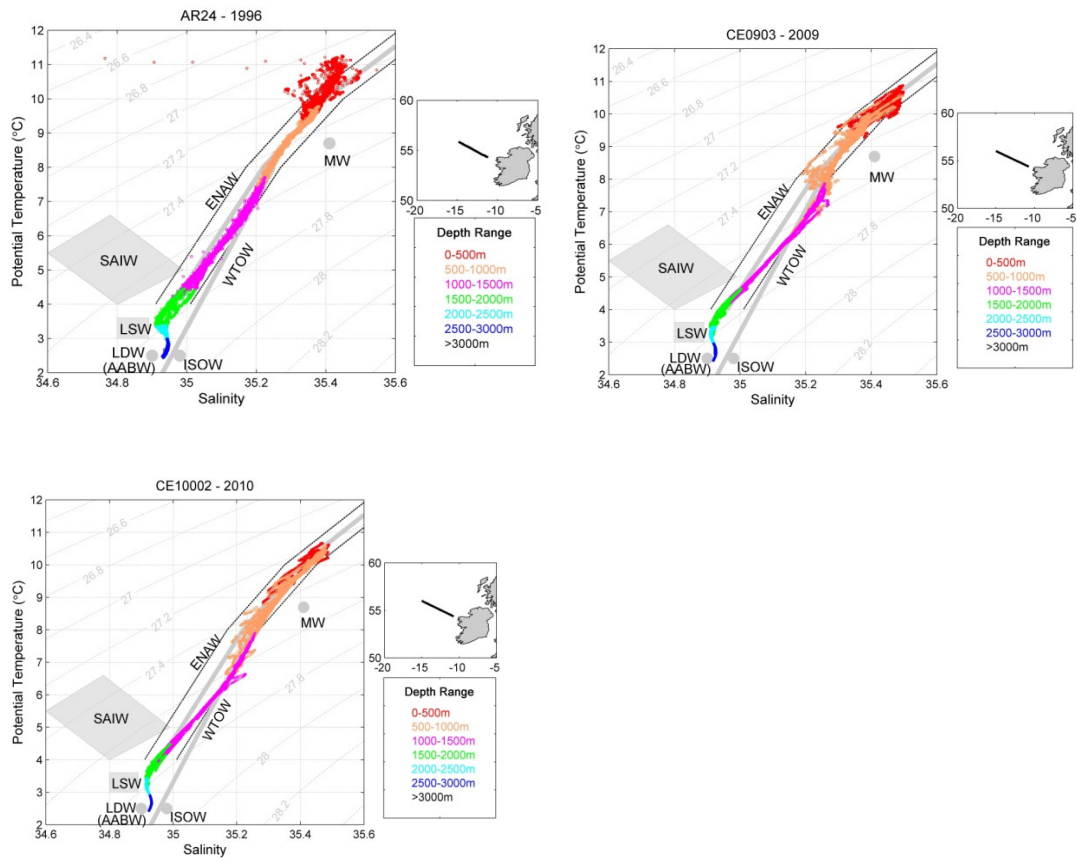 AR24 - 1996
12
11
10
9
8
7
6
5
4
3
2
Potential Temperature (°C)
34.6
34.8
35
35.2
35.4
35.6
Salinity
26.4
26.6
26.8
27
27.2
27.4
27.6
27.8
28
28.2
ENAW
WTOW
MW
SAIW
LSW
LDW
(AABW)
ISOW
60
55
50
-20
-15
-10
-5
Depth Range
0-500m
500-1000m
1000-1500m
1500-2000m
2000-2500m
2500-3000m
>3000m
CE0903 - 2009
12
11
10
9
8
7
6
5
4
3
2
Potential Temperature (°C)
34.6
34.8
35
35.2
35.4
35.6
Salinity
26.4
26.6
26.8
27
27.2
27.4
27.8
28
28.2
ENAW
WTOW
MW
SAIW
LSW
LDW
(AABW)
ISOW
60
55
50
-20
-15
-10
-5
Depth Range
0-500m
500-1000m
1000-1500m
1500-2000m
2000-2500m
2500-3000m
>3000m
CE10002 - 2010
12
11
10
9
8
7
6
5
4
3
2
Potential Temperature (°C)
34.6
34.8
35
35.2
35.4
35.6
Salinity
26.6
26.8
27
27.2
27.4
27.8
28
28.2
ENAW
WTOW
MW
SAIW
LSW
LDW
(AABW)
ISOW
60
55
50
-20
-15
-10
-5
Depth Range
0-500m
500-1000m
1000-1500m
1500-2000m
2000-2500m
2500-3000m
>3000m